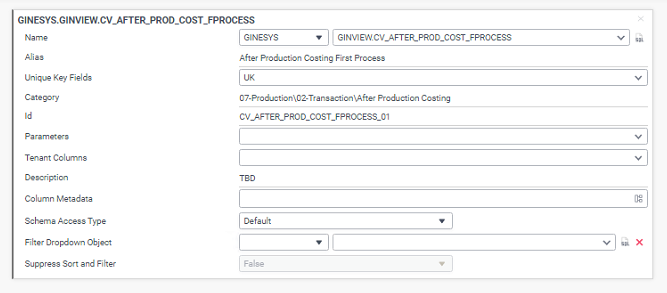 GINESYS.GINVIEW.CV_AFTER_PROD_COST_FPROCESS
Name GINESYS GINVIEW.CV_AFTER_PROD_COST_FPROCESS
Alias After Production Costing First Process
Unique Key Fields UK
Category 07-Production\02-Transaction\After Production Costing
Id CV_AFTER_PROD_COST_FPROCESS_01
Parameters
Tenant Columns
Description TBD
Column Metadata
Schema Access Type Default
Filter Dropdown Object
Suppress Sort and Filter False